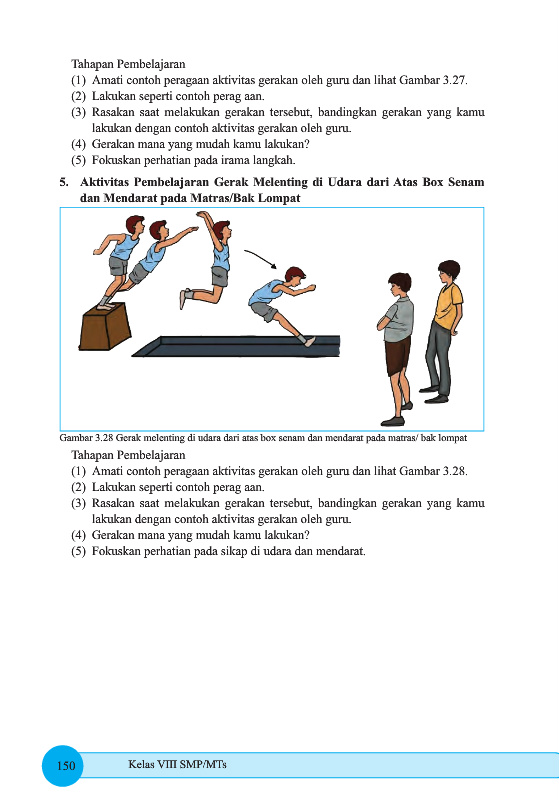 Tahapan Pembelajaran
(1) Amati contoh peragaan aktivitas gerakan oleh guru dan lihat Gambar 3.27.
(2) Lakukan seperti contoh perag aan.
(3) Rasakan saat melakukan gerakan tersebut, bandingkan gerakan yang kamu
lakukan dengan contoh aktivitas gerakan oleh guru.
(4) Gerakan mana yang mudah kamu lakukan?
(5) Fokuskan perhatian pada irama langkah.
5. Aktivitas Pembelajaran Gerak Melenting di Udara dari Atas Box Senam
dan Mendarat pada Matras/Bak Lompat
Gambar 3.28 Gerak melenting di udara dari atas box senam dan mendarat pada matras/ bak lompat
Tahapan Pembelajaran
(1) Amati contoh peragaan aktivitas gerakan oleh guru dan lihat Gambar 3.28.
(2) Lakukan seperti contoh perag aan.
(3) Rasakan saat melakukan gerakan tersebut, bandingkan gerakan yang kamu
lakukan dengan contoh aktivitas gerakan oleh guru.
(4) Gerakan mana yang mudah kamu lakukan?
(5) Fokuskan perhatian pada sikap di udara dan mendarat.
150 Kelas VIII SMP/MTs